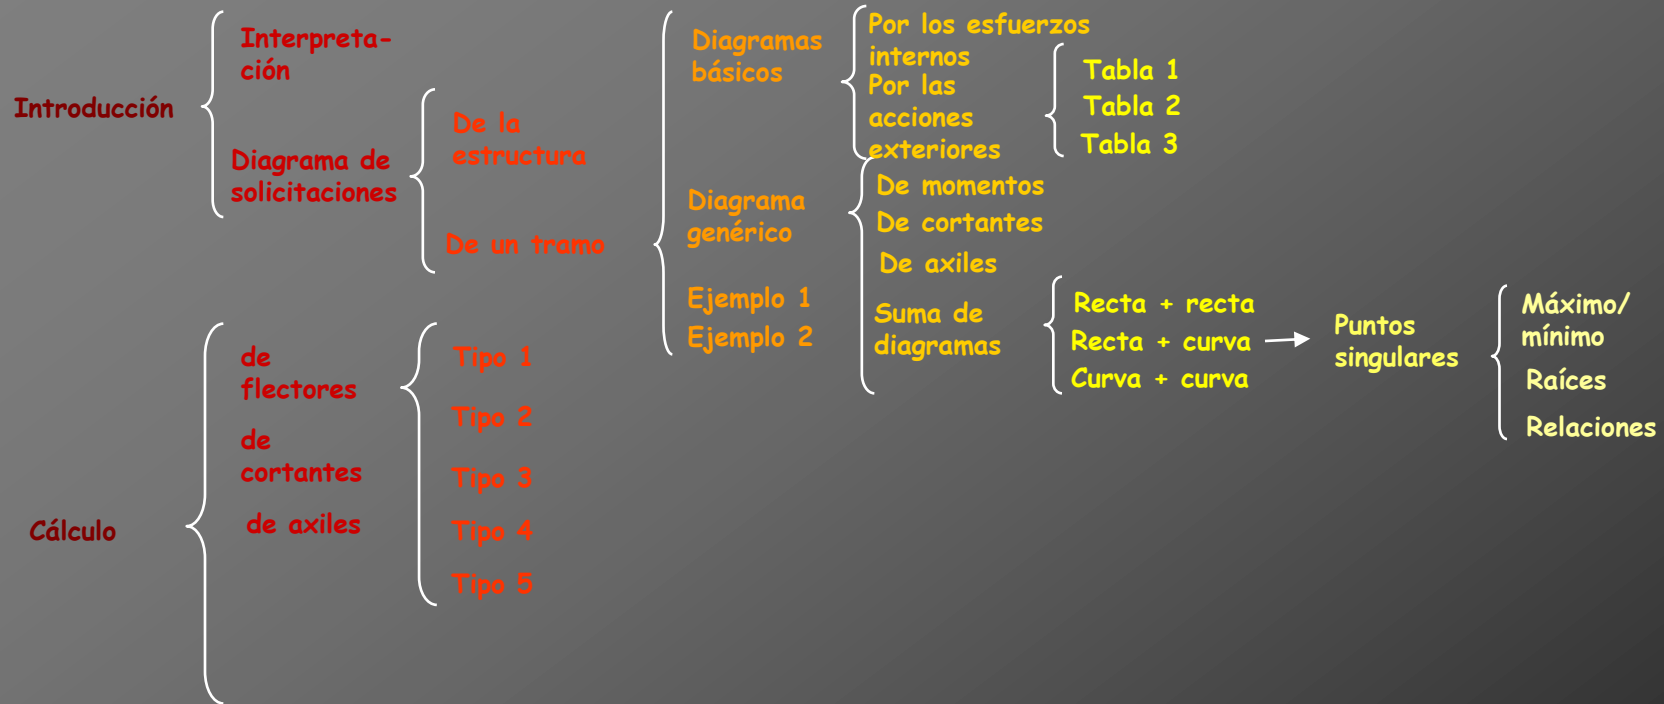 Introducción
Interpreta-
ción
Diagrama de
solicitaciones
De la
estructura
De un tramo
Diagramas
básicos
Por los esfuerzos
internos
Por las
acciones
exteriores
Tabla 1
Tabla 2
Tabla 3
Diagrama
genérico
De momentos
De cortantes
De axiles
Suma de
diagramas
Recta + recta
Recta + curva
Curva + curva
Puntos
singulares
Máximo/
mínimo
Raíces
Relaciones
Ejemplo 1
Ejemplo 2
Cálculo
de
flectores
de
cortantes
de axiles
Tipo 1
Tipo 2
Tipo 3
Tipo 4
Tipo 5